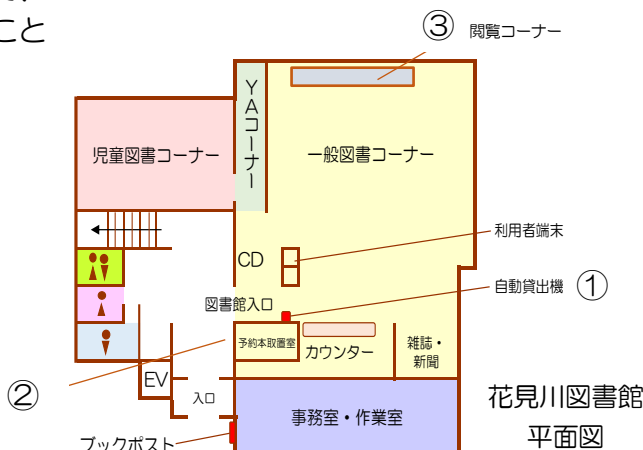 こと
③ 閲覧コーナー
YAコーナー
児童図書コーナー
一般図書コーナー
利用者端末
CD
自動貸出機 ①
図書館入口
予約本取置室
カウンター
雑誌・
新聞
②
EV
入口
事務室・作業室
花見川図書館
平面図
ブックポスト